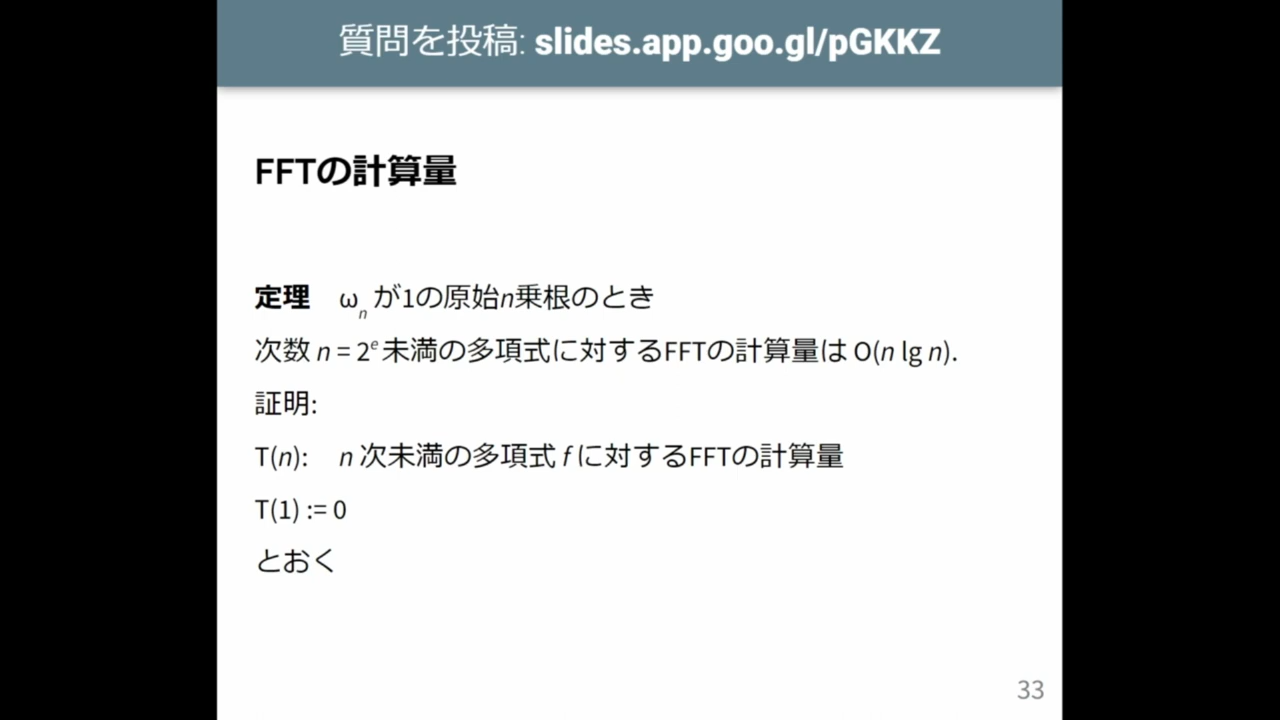 質問を投稿: slides.app.goo.gl/pGKKZ
FFTの計算量
定理 ωn が1の原始n乗根のとき
次数 n = 2^e 未満の多項式に対するFFTの計算量は O(n lg n).
証明:
T(n): n 次未満の多項式 f に対するFFTの計算量
T(1) := 0
とおく
33